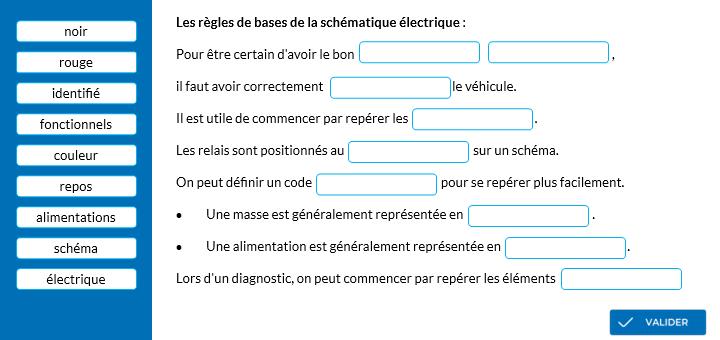 noir
rouge
identifié
fonctionnels
couleur
repos
alimentations
schéma
électrique
Les règles de bases de la schématique électrique :
Pour être certain d'avoir le bon ,
il faut avoir correctement le véhicule.
Il est utile de commencer par repérer les .
Les relais sont positionnés au sur un schéma.
On peut définir un code pour se repérer plus facilement.
• Une masse est généralement représentée en .
• Une alimentation est généralement représentée en .
Lors d'un diagnostic, on peut commencer par repérer les éléments
VALIDER